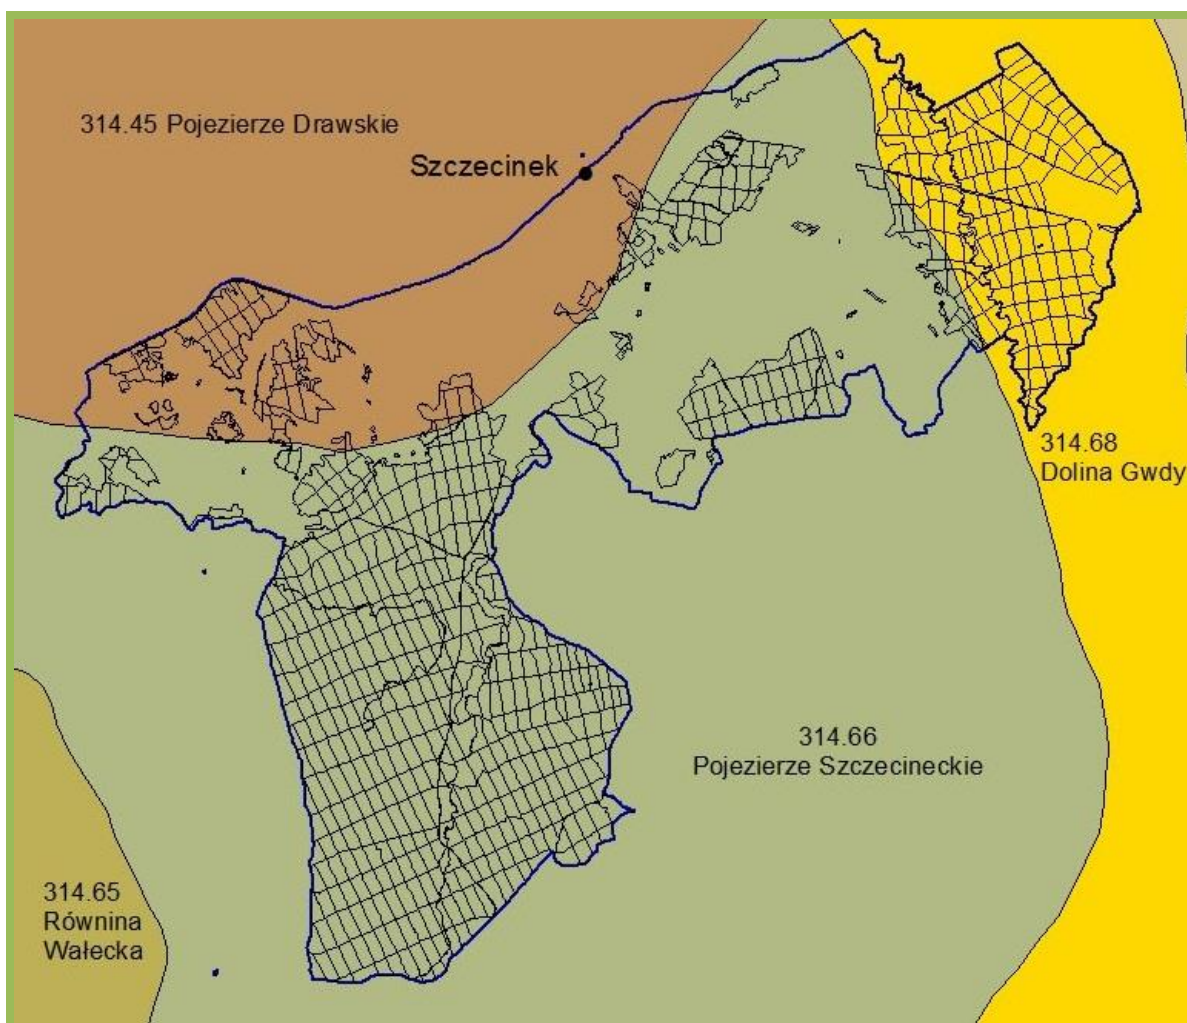 314.45 Pojezierze Drawskie
Szczecinek
314.68
Dolina Gwdy
314.66
Pojezierze Szczecineckie
314.65
Równina
Wałecka